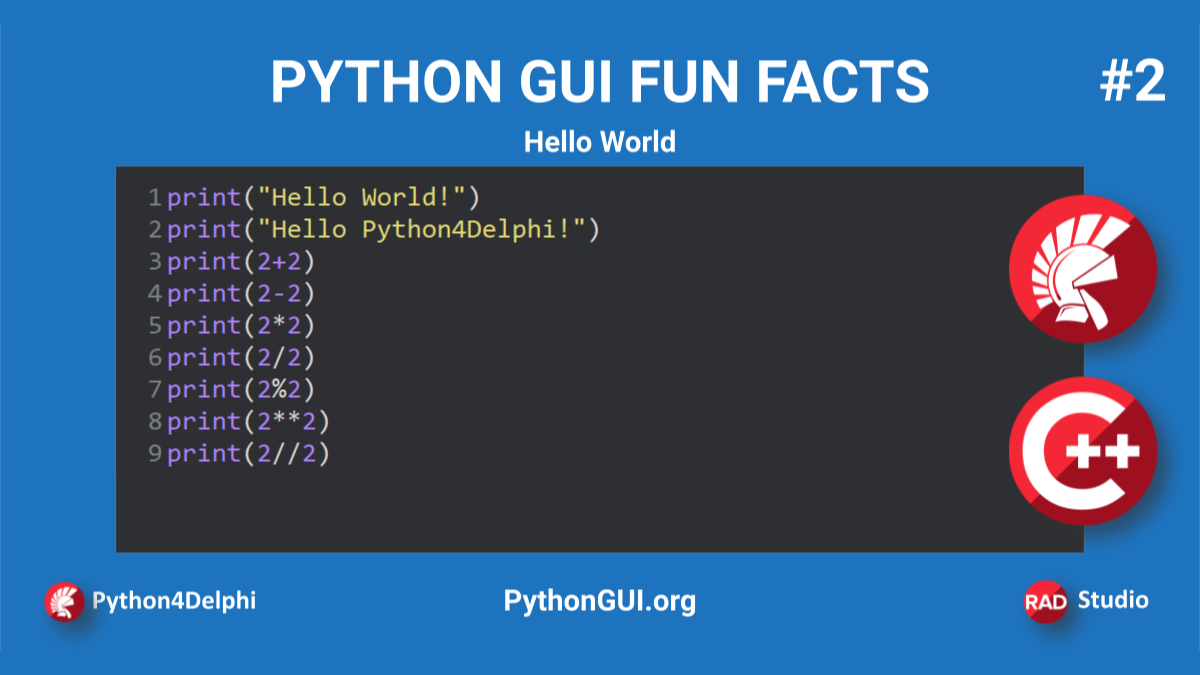 PYTHON GUI FUN FACTS
#2
Hello World
1 print("Hello World!")
2 print("Hello Python4Delphi!")
3 print(2+2)
4 print(2-2)
5 print(2*2)
6 print(2/2)
7 print(2%2)
8 print(2**2)
9 print(2//2)
C++
Python4Delphi
PythonGUI.org
RAD Studio